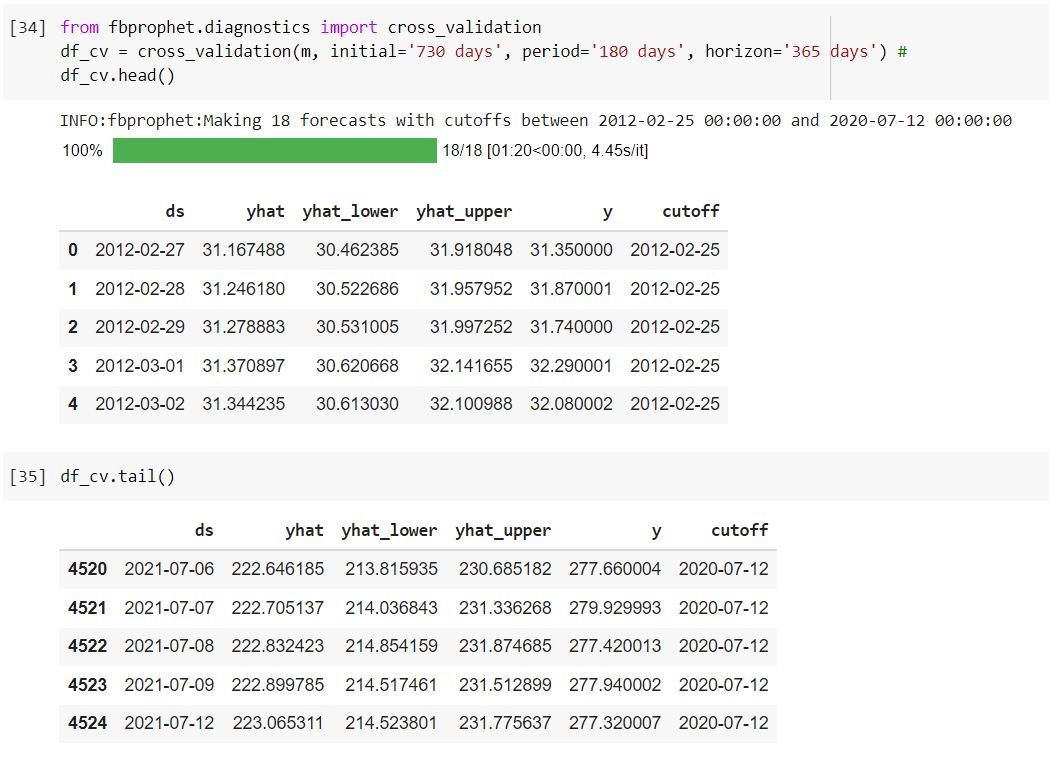 [34] from fbprophet.diagnostics import cross_validation
df_cv = cross_validation(m, initial='730 days', period='180 days', horizon='365 days') #
df_cv.head()
INFO:fbprophet:Making 18 forecasts with cutoffs between 2012-02-25 00:00:00 and 2020-07-12 00:00:00
100% 18/18 [01:20<00:00, 4.45s/it]
ds yhat yhat_lower yhat_upper y cutoff
0 2012-02-27 31.167488 30.462385 31.918048 31.350000 2012-02-25
1 2012-02-28 31.246180 30.522686 31.957952 31.870001 2012-02-25
2 2012-02-29 31.278883 30.531005 31.997252 31.740000 2012-02-25
3 2012-03-01 31.370897 30.620668 32.141655 32.290001 2012-02-25
4 2012-03-02 31.344235 30.613030 32.100988 32.080002 2012-02-25
[35] df_cv.tail()
ds yhat yhat_lower yhat_upper y cutoff
4520 2021-07-06 222.646185 213.815935 230.685182 277.660004 2020-07-12
4521 2021-07-07 222.705137 214.036843 231.336268 279.929993 2020-07-12
4522 2021-07-08 222.832423 214.854159 231.874685 277.420013 2020-07-12
4523 2021-07-09 222.899785 214.517461 231.512899 277.940002 2020-07-12
4524 2021-07-12 223.065311 214.523801 231.775637 277.320007 2020-07-12